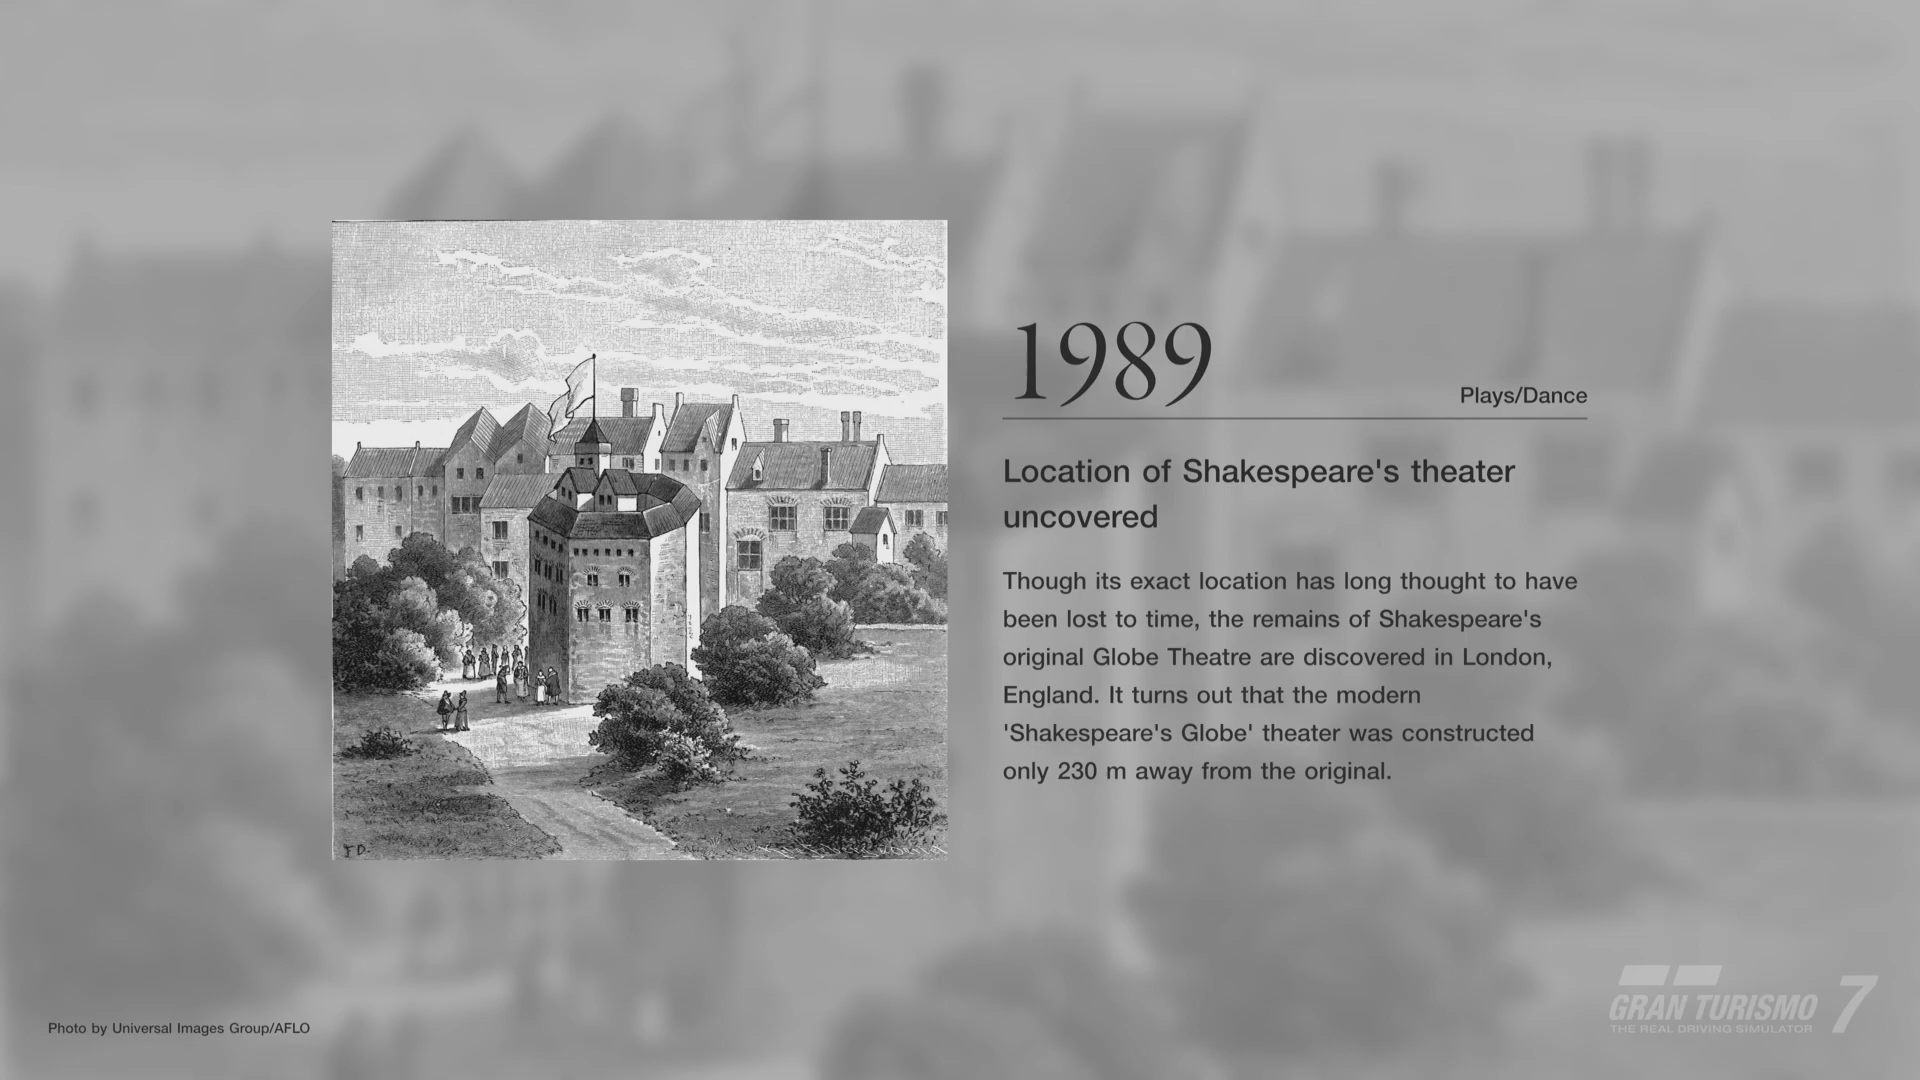 1989
Plays/Dance
Location of Shakespeare's theater
uncovered
Though its exact location has long thought to have
been lost to time, the remains of Shakespeare's
original Globe Theatre are discovered in London,
England. It turns out that the modern
'Shakespeare's Globe' theater was constructed
only 230 m away from the original.
J D.
Photo by Universal Images Group/AFLO
GRAN TURISMO 7
THE REAL DRIVING SIMULATOR